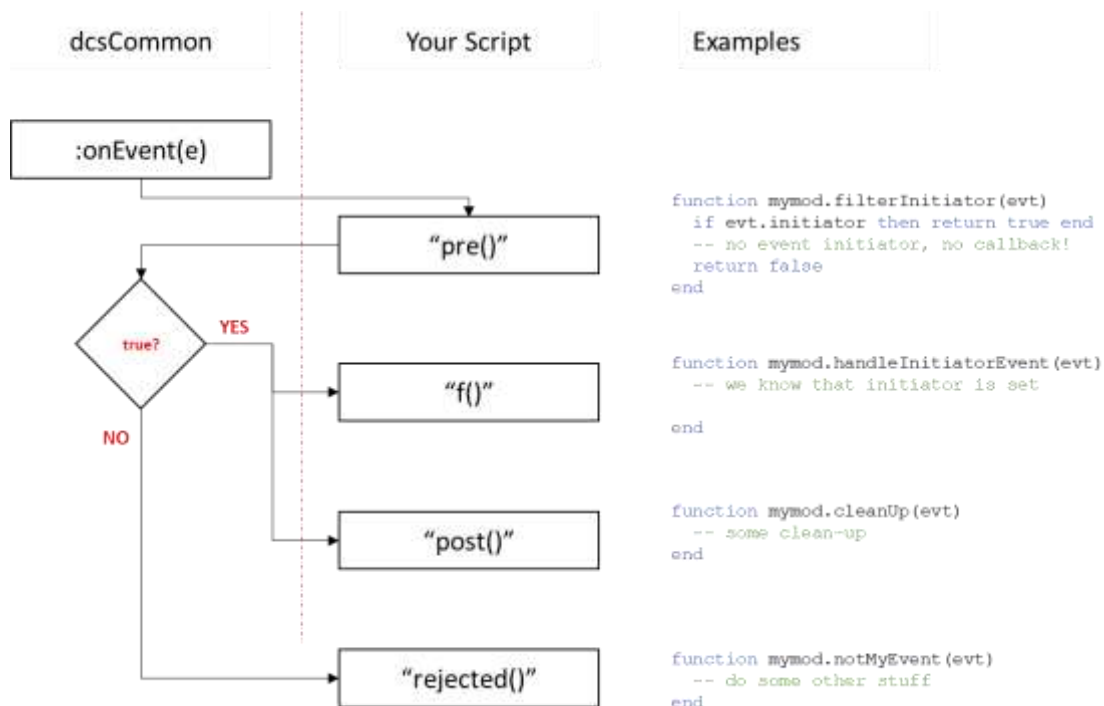 dcsCommon
Your Script
Examples
:onEvent(e)
“pre()”
function mymod.filterInitiator(evt)
if evt.initiator then return true end
-- no event initiator, no callback!
return false
end
true?
YES
“f()”
function mymod.handleInitiatorEvent(evt)
-- we know that initiator is set
end
NO
“post()”
function mymod.cleanUp(evt)
-- some clean-up
end
“rejected()”
function mymod.notMyEvent(evt)
-- do some other stuff
end